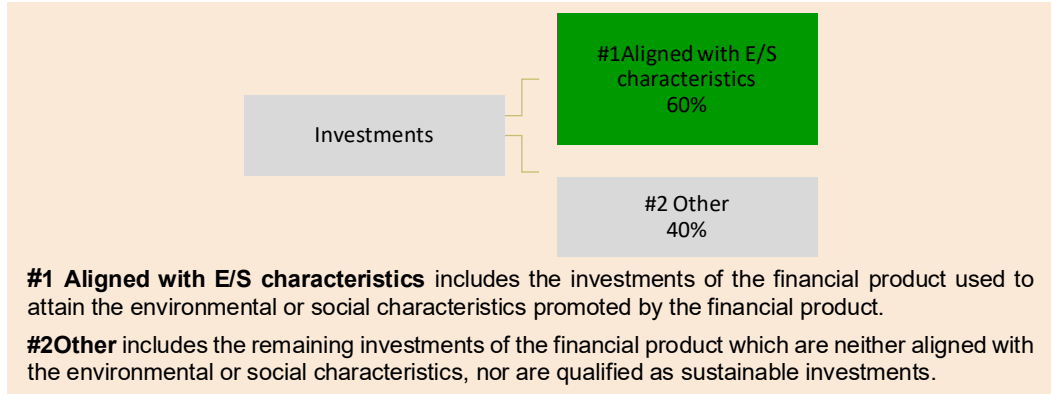 #1Aligned with E/S
characteristics
60%
Investments
#2 Other
40%
#1 Aligned with E/S characteristics includes the investments of the financial product used to
attain the environmental or social characteristics promoted by the financial product.
#2Other includes the remaining investments of the financial product which are neither aligned with
the environmental or social characteristics, nor are qualified as sustainable investments.